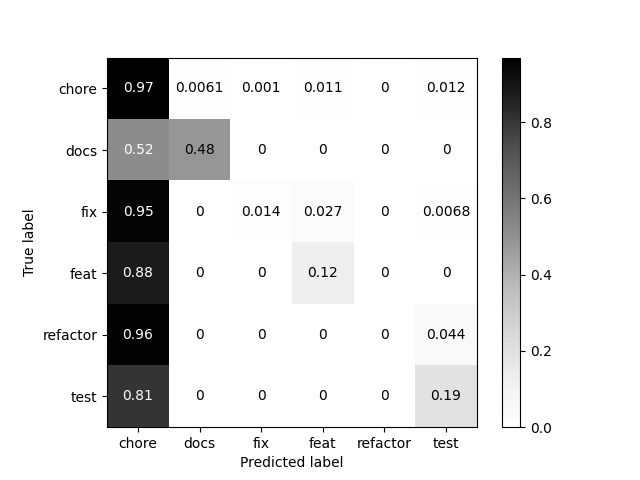 chore 0.97 0.0061 0.001 0.011 0 0.012
docs 0.52 0.48 0 0 0 0
fix 0.95 0 0.014 0.027 0 0.0068
feat 0.88 0 0 0.12 0 0
refactor 0.96 0 0 0 0 0.044
test 0.81 0 0 0 0 0.19
chore docs fix feat refactor test
Predicted label
True label
0.8
0.6
0.4
0.2
0.0